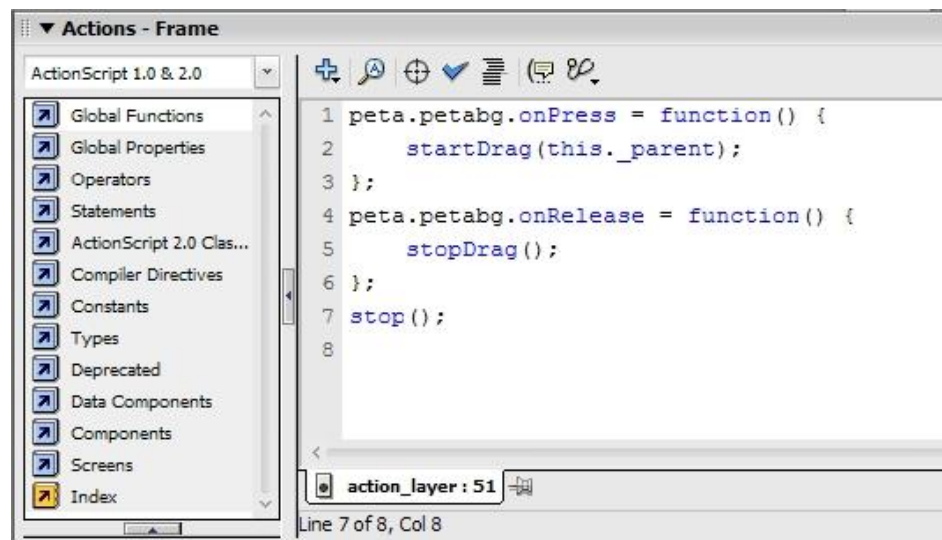 Actions - Frame
ActionScript 1.0 & 2.0
Global Functions
Global Properties
Operators
Statements
ActionScript 2.0 Clas...
Compiler Directives
Constants
Types
Deprecated
Data Components
Components
Screens
Index
1 peta.petabg.onPress = function() {
2 startDrag(this._parent);
3 };
4 peta.petabg.onRelease = function() {
5 stopDrag();
6 };
7 stop();
8
action_layer : 51
Line 7 of 8, Col 8